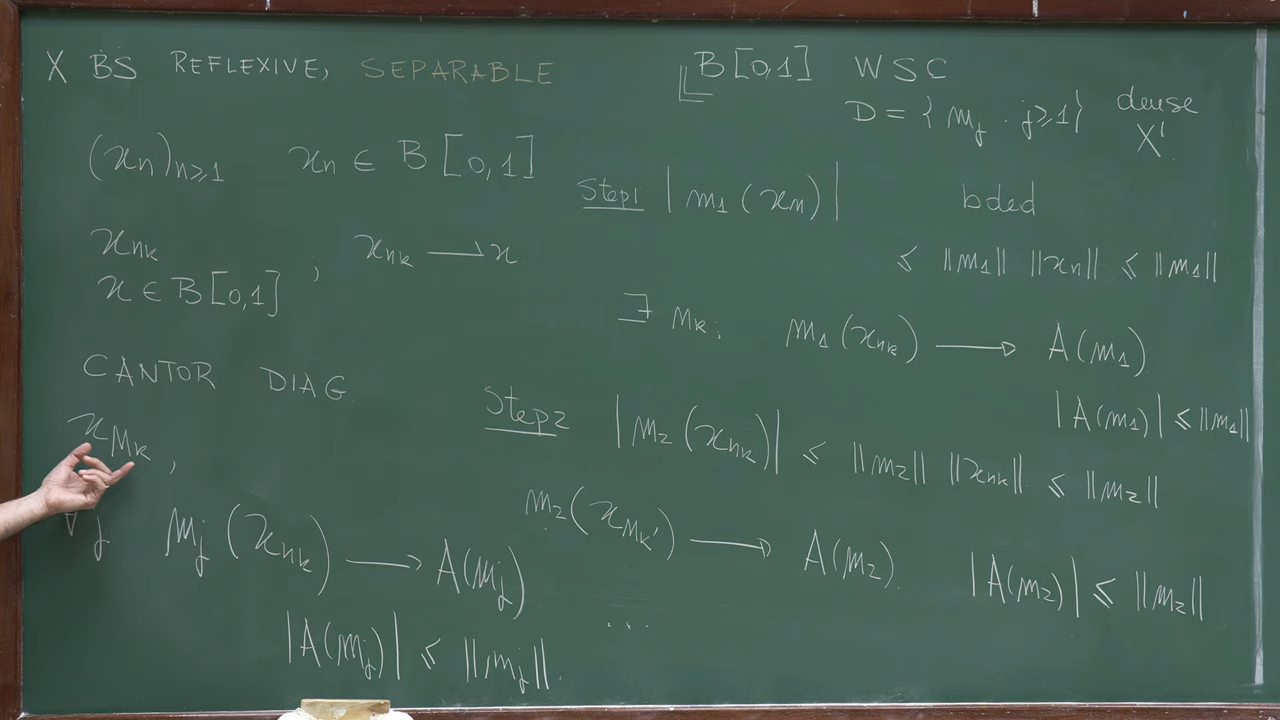 X BS REFLEXIVE, SEPARABLE
(x_n)_{n≥1} x_n ∈ B[0,1]
x_{n_k}
x ∈ B[0,1] , x_{n_k} ⇀ x
CANTOR DIAG
x_{M_k} ,
∀ j m_j (x_{n_k}) → A(m_j)
|A(m_j)| ≤ ||m_j||.
B[0,1] WSC
D = { m_j : j≥1} dense
X'
Step1 | m_1 (x_n) | bded
≤ ||m_1|| ||x_n|| ≤ ||m_1||
∃ M_k; m_1 (x_{n_k}) → A(m_1)
|A(m_1)| ≤ ||m_1||
Step2 | m_2 (x_{n_k}) | ≤ ||m_2|| ||x_{n_k}|| ≤ ||m_2||
m_2 (x_{M_k'}) → A(m_2). |A(m_2)| ≤ ||m_2||
...